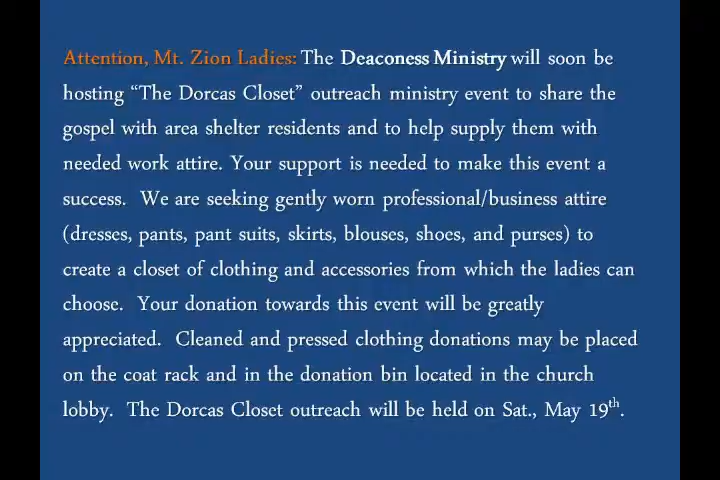 Attention, Mt. Zion Ladies: The Deaconess Ministry will soon be
hosting “The Dorcas Closet” outreach ministry event to share the
gospel with area shelter residents and to help supply them with
needed work attire. Your support is needed to make this event a
success. We are seeking gently worn professional/business attire
(dresses, pants, pant suits, skirts, blouses, shoes, and purses) to
create a closet of clothing and accessories from which the ladies can
choose. Your donation towards this event will be greatly
appreciated. Cleaned and pressed clothing donations may be placed
on the coat rack and in the donation bin located in the church
lobby. The Dorcas Closet outreach will be held on Sat., May 19th.